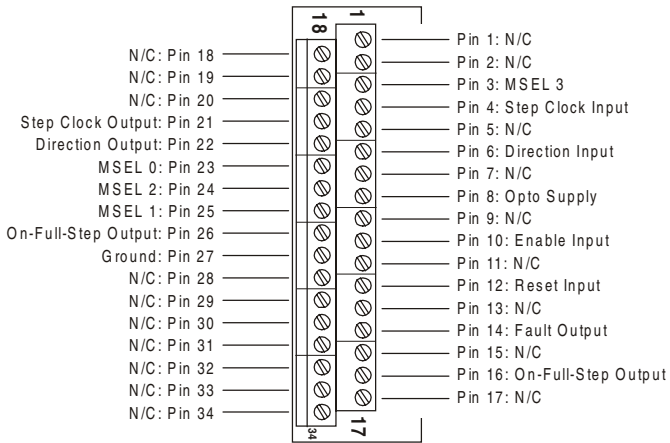 18
1
N/C: Pin 18
N/C: Pin 19
N/C: Pin 20
Step Clock Output: Pin 21
Direction Output: Pin 22
MSEL 0: Pin 23
MSEL 2: Pin 24
MSEL 1: Pin 25
On-Full-Step Output: Pin 26
Ground: Pin 27
N/C: Pin 28
N/C: Pin 29
N/C: Pin 30
N/C: Pin 31
N/C: Pin 32
N/C: Pin 33
N/C: Pin 34
Pin 1: N/C
Pin 2: N/C
Pin 3: MSEL 3
Pin 4: Step Clock Input
Pin 5: N/C
Pin 6: Direction Input
Pin 7: N/C
Pin 8: Opto Supply
Pin 9: N/C
Pin 10: Enable Input
Pin 11: N/C
Pin 12: Reset Input
Pin 13: N/C
Pin 14: Fault Output
Pin 15: N/C
Pin 16: On-Full-Step Output
Pin 17: N/C
34
17